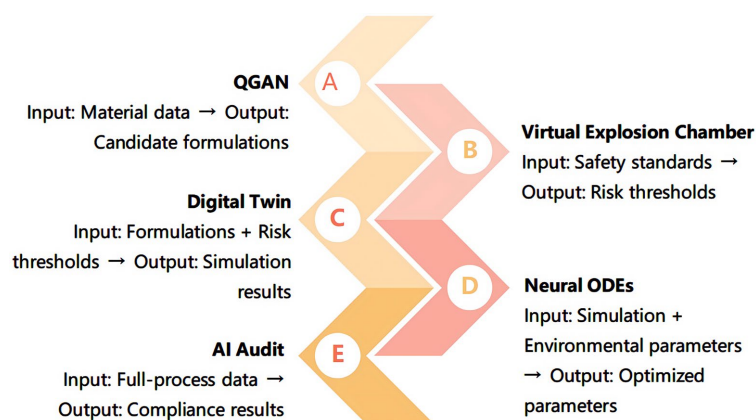 A
QGAN
Input: Material data → Output:
Candidate formulations
B
Virtual Explosion Chamber
Input: Safety standards →
Output: Risk thresholds
C
Digital Twin
Input: Formulations + Risk
thresholds → Output: Simulation
results
D
Neural ODEs
Input: Simulation +
Environmental parameters
→ Output: Optimized
parameters
E
AI Audit
Input: Full-process data →
Output: Compliance results